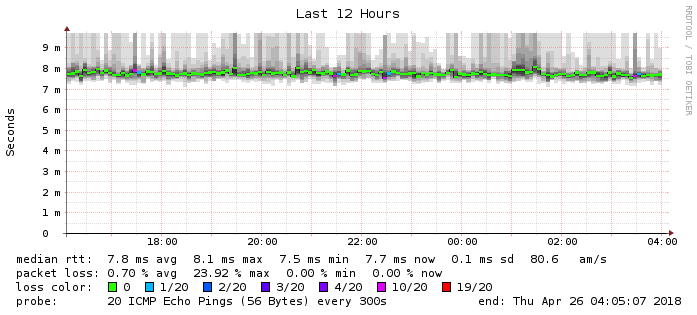 Last 12 Hours
RRDTOOL / TOBI OETIKER
Seconds
9 m
8 m
7 m
6 m
5 m
4 m
3 m
2 m
1 m
0
18:00 20:00 22:00 00:00 02:00 04:00
median rtt: 7.8 ms avg 8.1 ms max 7.5 ms min 7.7 ms now 0.1 ms sd 80.6 am/s
packet loss: 0.70 % avg 23.92 % max 0.00 % min 0.00 % now
loss color: 0 1/20 2/20 3/20 4/20 10/20 19/20
probe: 20 ICMP Echo Pings (56 Bytes) every 300s end: Thu Apr 26 04:05:07 2018